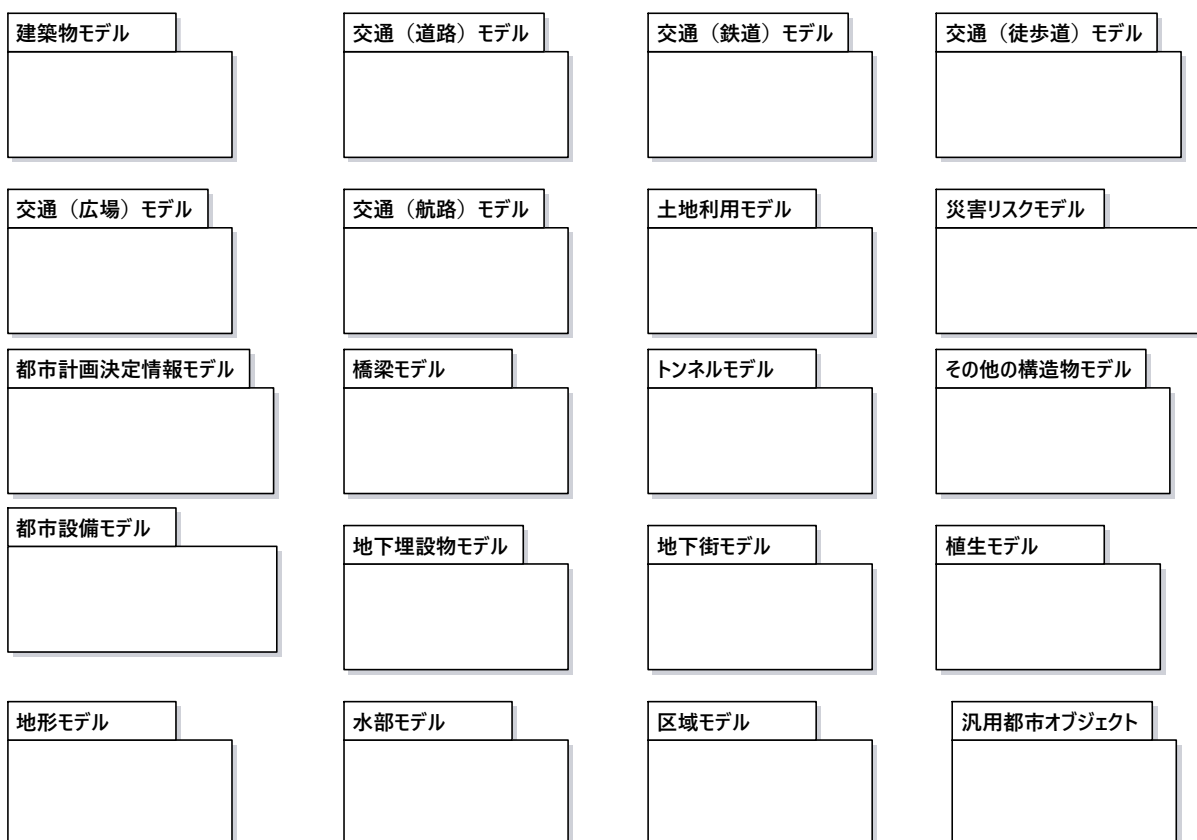 建築物モデル
交通（道路）モデル
交通（鉄道）モデル
交通（徒歩道）モデル
交通（広場）モデル
交通（航路）モデル
土地利用モデル
災害リスクモデル
都市計画決定情報モデル
橋梁モデル
トンネルモデル
その他の構造物モデル
都市設備モデル
地下埋設物モデル
地下街モデル
植生モデル
地形モデル
水部モデル
区域モデル
汎用都市オブジェクト